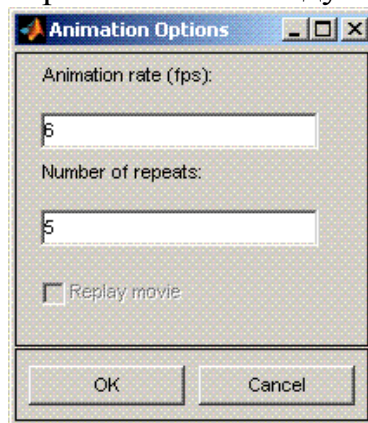 Animation Options
Animation rate (fps):
6
Number of repeats:
5
Replay movie
OK Cancel